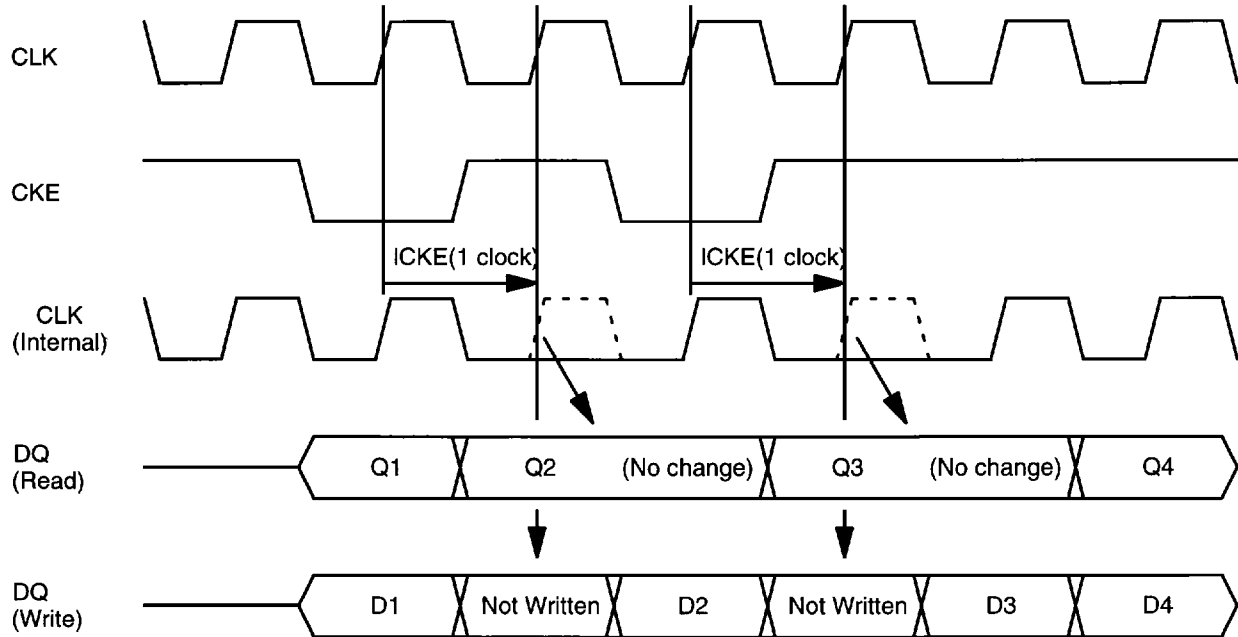 CLK
CKE
ICKE(1 clock)
ICKE(1 clock)
CLK
(Internal)
DQ
(Read)
Q1
Q2
(No change)
Q3
(No change)
Q4
DQ
(Write)
D1
Not Written
D2
Not Written
D3
D4